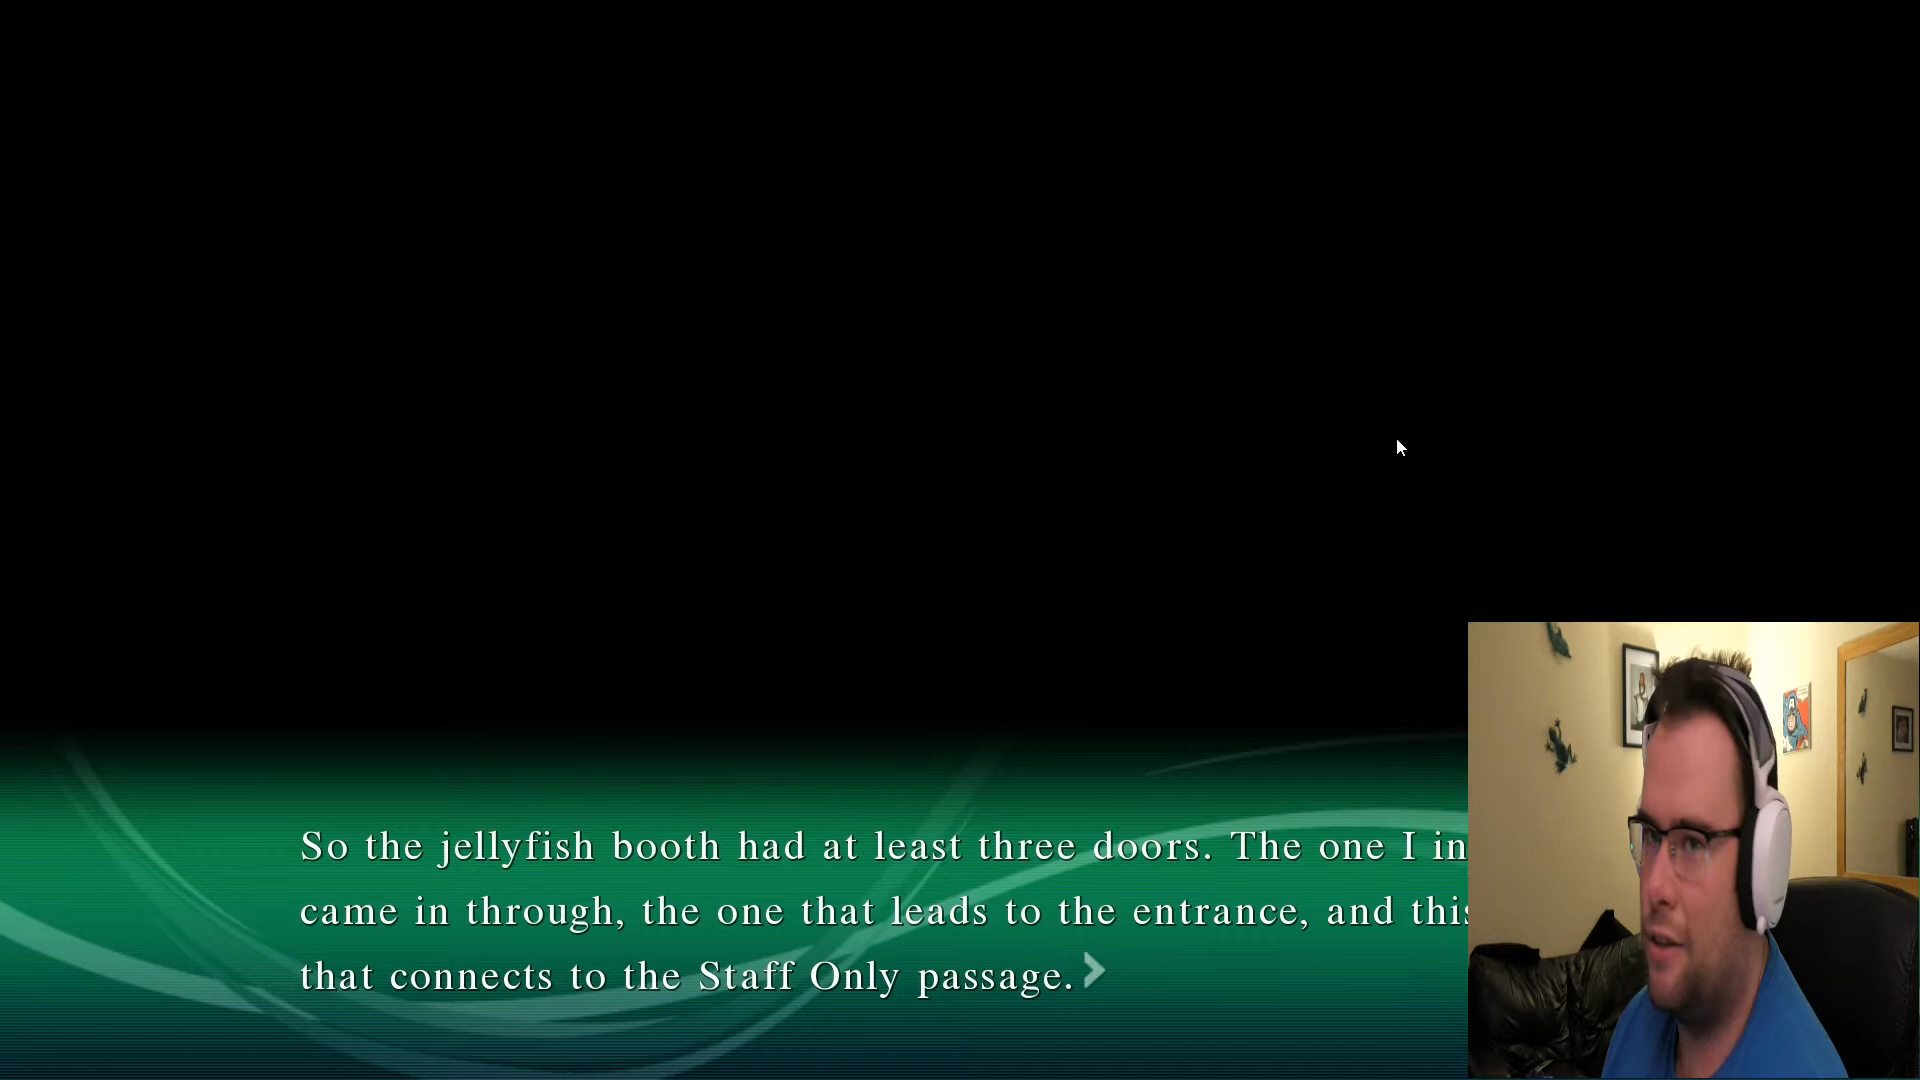 So the jellyfish booth had at least three doors. The one I in
came in through, the one that leads to the entrance, and this
that connects to the Staff Only passage.